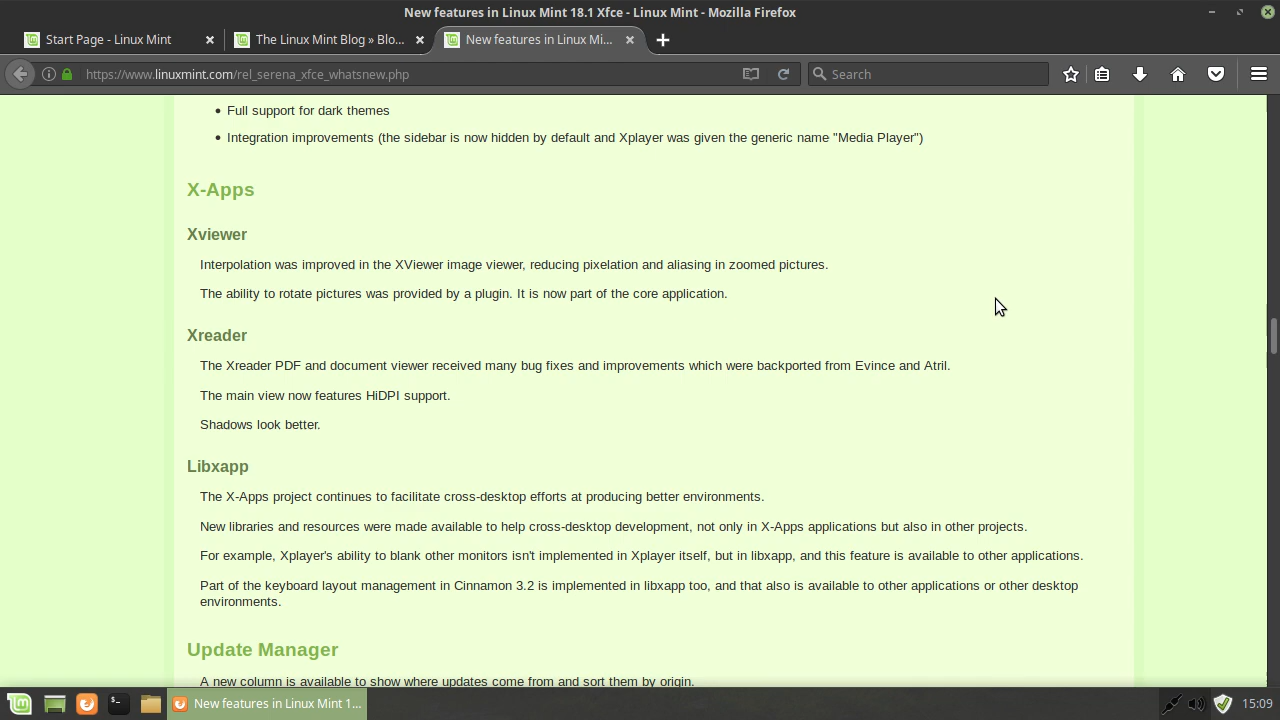 New features in Linux Mint 18.1 Xfce - Linux Mint - Mozilla Firefox
Start Page - Linux Mint
The Linux Mint Blog » Blo...
New features in Linux Mi...
https://www.linuxmint.com/rel_serena_xfce_whatsnew.php
Search
• Full support for dark themes
• Integration improvements (the sidebar is now hidden by default and Xplayer was given the generic name "Media Player")
X-Apps
Xviewer
Interpolation was improved in the XViewer image viewer, reducing pixelation and aliasing in zoomed pictures.
The ability to rotate pictures was provided by a plugin. It is now part of the core application.
Xreader
The Xreader PDF and document viewer received many bug fixes and improvements which were backported from Evince and Atril.
The main view now features HiDPI support.
Shadows look better.
Libxapp
The X-Apps project continues to facilitate cross-desktop efforts at producing better environments.
New libraries and resources were made available to help cross-desktop development, not only in X-Apps applications but also in other projects.
For example, Xplayer's ability to blank other monitors isn't implemented in Xplayer itself, but in libxapp, and this feature is available to other applications.
Part of the keyboard layout management in Cinnamon 3.2 is implemented in libxapp too, and that also is available to other applications or other desktop
environments.
Update Manager
A new column is available to show where updates come from and sort them by origin.
New features in Linux Mint 1...
15:09